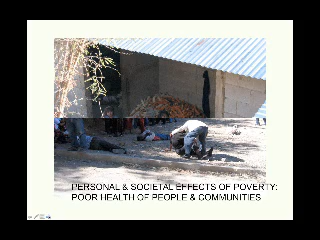 PERSONAL & SOCIETAL EFFECTS OF POVERTY:
POOR HEALTH OF PEOPLE & COMMUNITIES